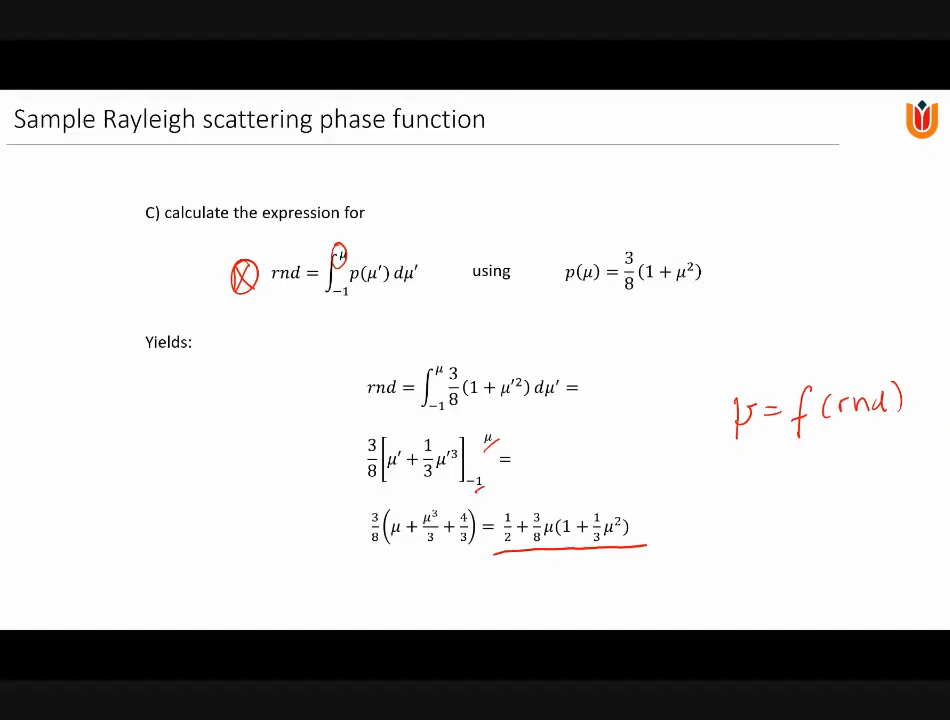 Sample Rayleigh scattering phase function
C) calculate the expression for
rnd = ∫_{−1}^{μ} p(μ′) dμ′ using p(μ) = 3/8 (1 + μ²)
Yields:
rnd = ∫_{−1}^{μ} 3/8 (1 + μ′²) dμ′ =
μ = f(rnd)
3/8 [μ′ + 1/3 μ′³]_{−1}^{μ} =
3/8 (μ + μ³/3 + 4/3) = 1/2 + 3/8 μ(1 + 1/3 μ²)